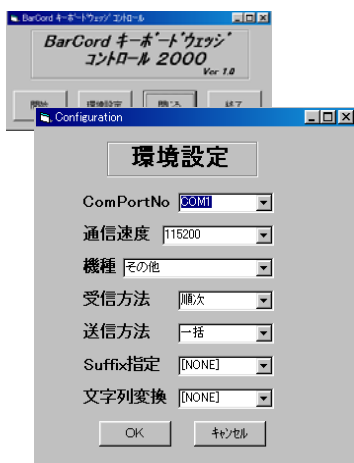 BarCord キーボードウェッジ コントロール
BarCord キーボードウェッジ
コントロール 2000
Ver 1.0
開始 環境設定 閉じる 終了
Configuration
環境設定
ComPortNo COM1
通信速度 115200
機種 その他
受信方法 順次
送信方法 一括
Suffix指定 [NONE]
文字列変換 [NONE]
OK キャンセル